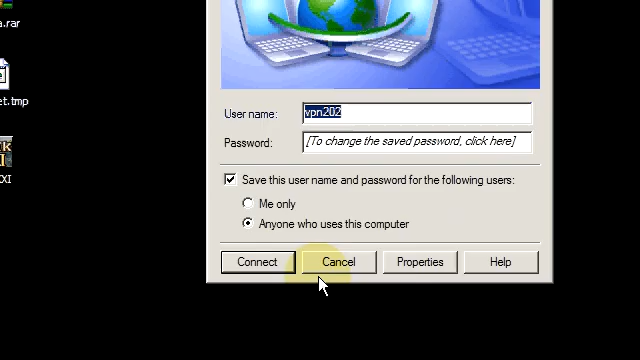 a.rar
et.tmp
XI
User name: vpn202
Password: [To change the saved password, click here]
Save this user name and password for the following users:
Me only
Anyone who uses this computer
Connect Cancel Properties Help